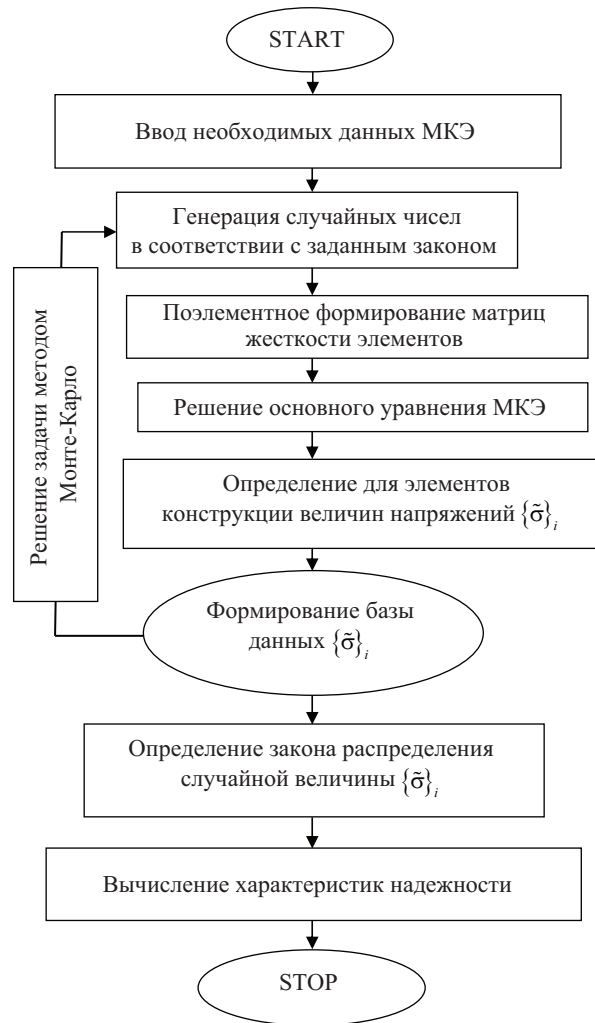 START
Ввод необходимых данных МКЭ
Генерация случайных чисел
в соответствии с заданным законом
Поэлементное формирование матриц
жесткости элементов
Решение основного уравнения МКЭ
Определение для элементов
конструкции величин напряжений {σ̃}ᵢ
Формирование базы
данных {σ̃}ᵢ
Решение задачи методом
Монте-Карло
Определение закона распределения
случайной величины {σ̃}ᵢ
Вычисление характеристик надежности
STOP